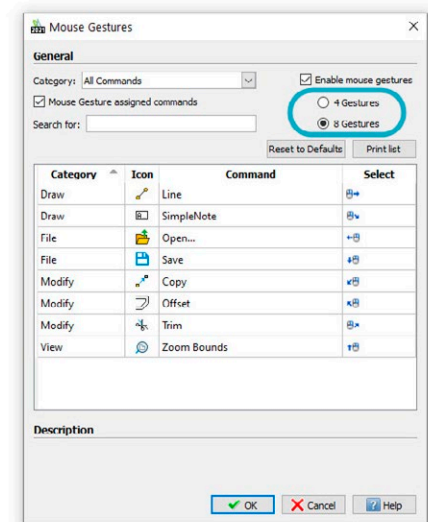 2021 Mouse Gestures
General
Category: All Commands
Enable mouse gestures
Mouse Gesture assigned commands
4 Gestures
Search for:
8 Gestures
Reset to Defaults Print list
Category Icon Command Select
Draw Line
Draw SimpleNote
File Open...
File Save
Modify Copy
Modify Offset
Modify Trim
View Zoom Bounds
Description
OK Cancel Help